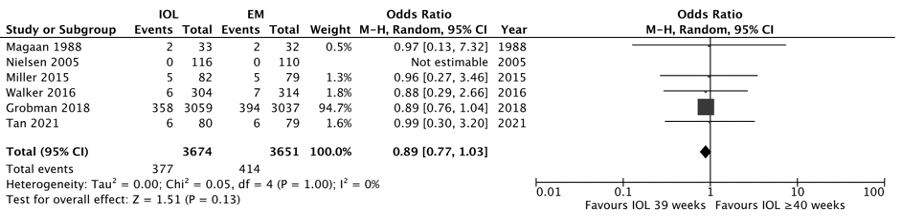 IOL EM Odds Ratio Odds Ratio
Study or Subgroup Events Total Events Total Weight M-H, Random, 95% CI Year M-H, Random, 95% CI
Magaan 1988 2 33 2 32 0.5% 0.97 [0.13, 7.32] 1988
Nielsen 2005 0 116 0 110 Not estimable 2005
Miller 2015 5 82 5 79 1.3% 0.96 [0.27, 3.46] 2015
Walker 2016 6 304 7 314 1.8% 0.88 [0.29, 2.66] 2016
Grobman 2018 358 3059 394 3037 94.7% 0.89 [0.76, 1.04] 2018
Tan 2021 6 80 6 79 1.6% 0.99 [0.30, 3.20] 2021
Total (95% CI) 3674 3651 100.0% 0.89 [0.77, 1.03]
Total events 377 414
Heterogeneity: Tau² = 0.00; Chi² = 0.05, df = 4 (P = 1.00); I² = 0%
Test for overall effect: Z = 1.51 (P = 0.13)
0.01 0.1 1 10 100
Favours IOL 39 weeks Favours IOL ≥40 weeks